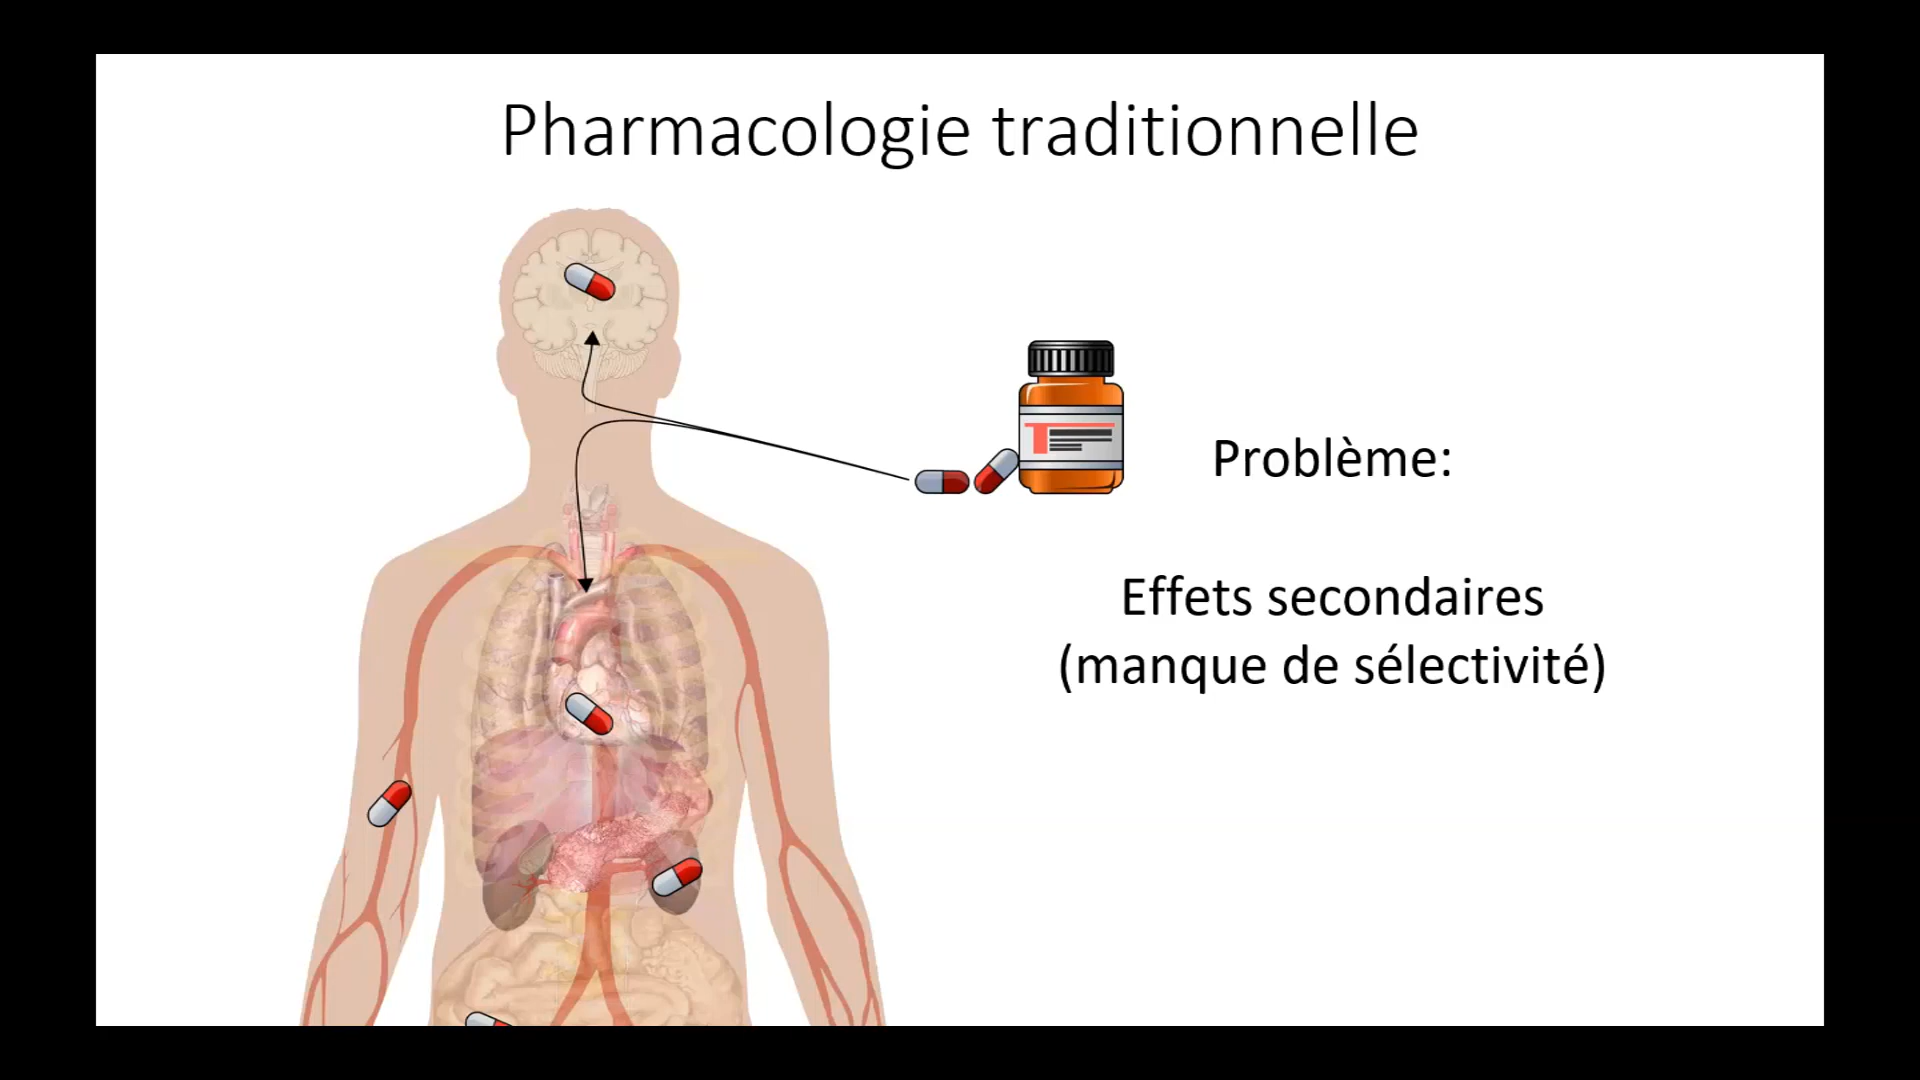 Pharmacologie traditionnelle
Problème:
Effets secondaires
(manque de sélectivité)